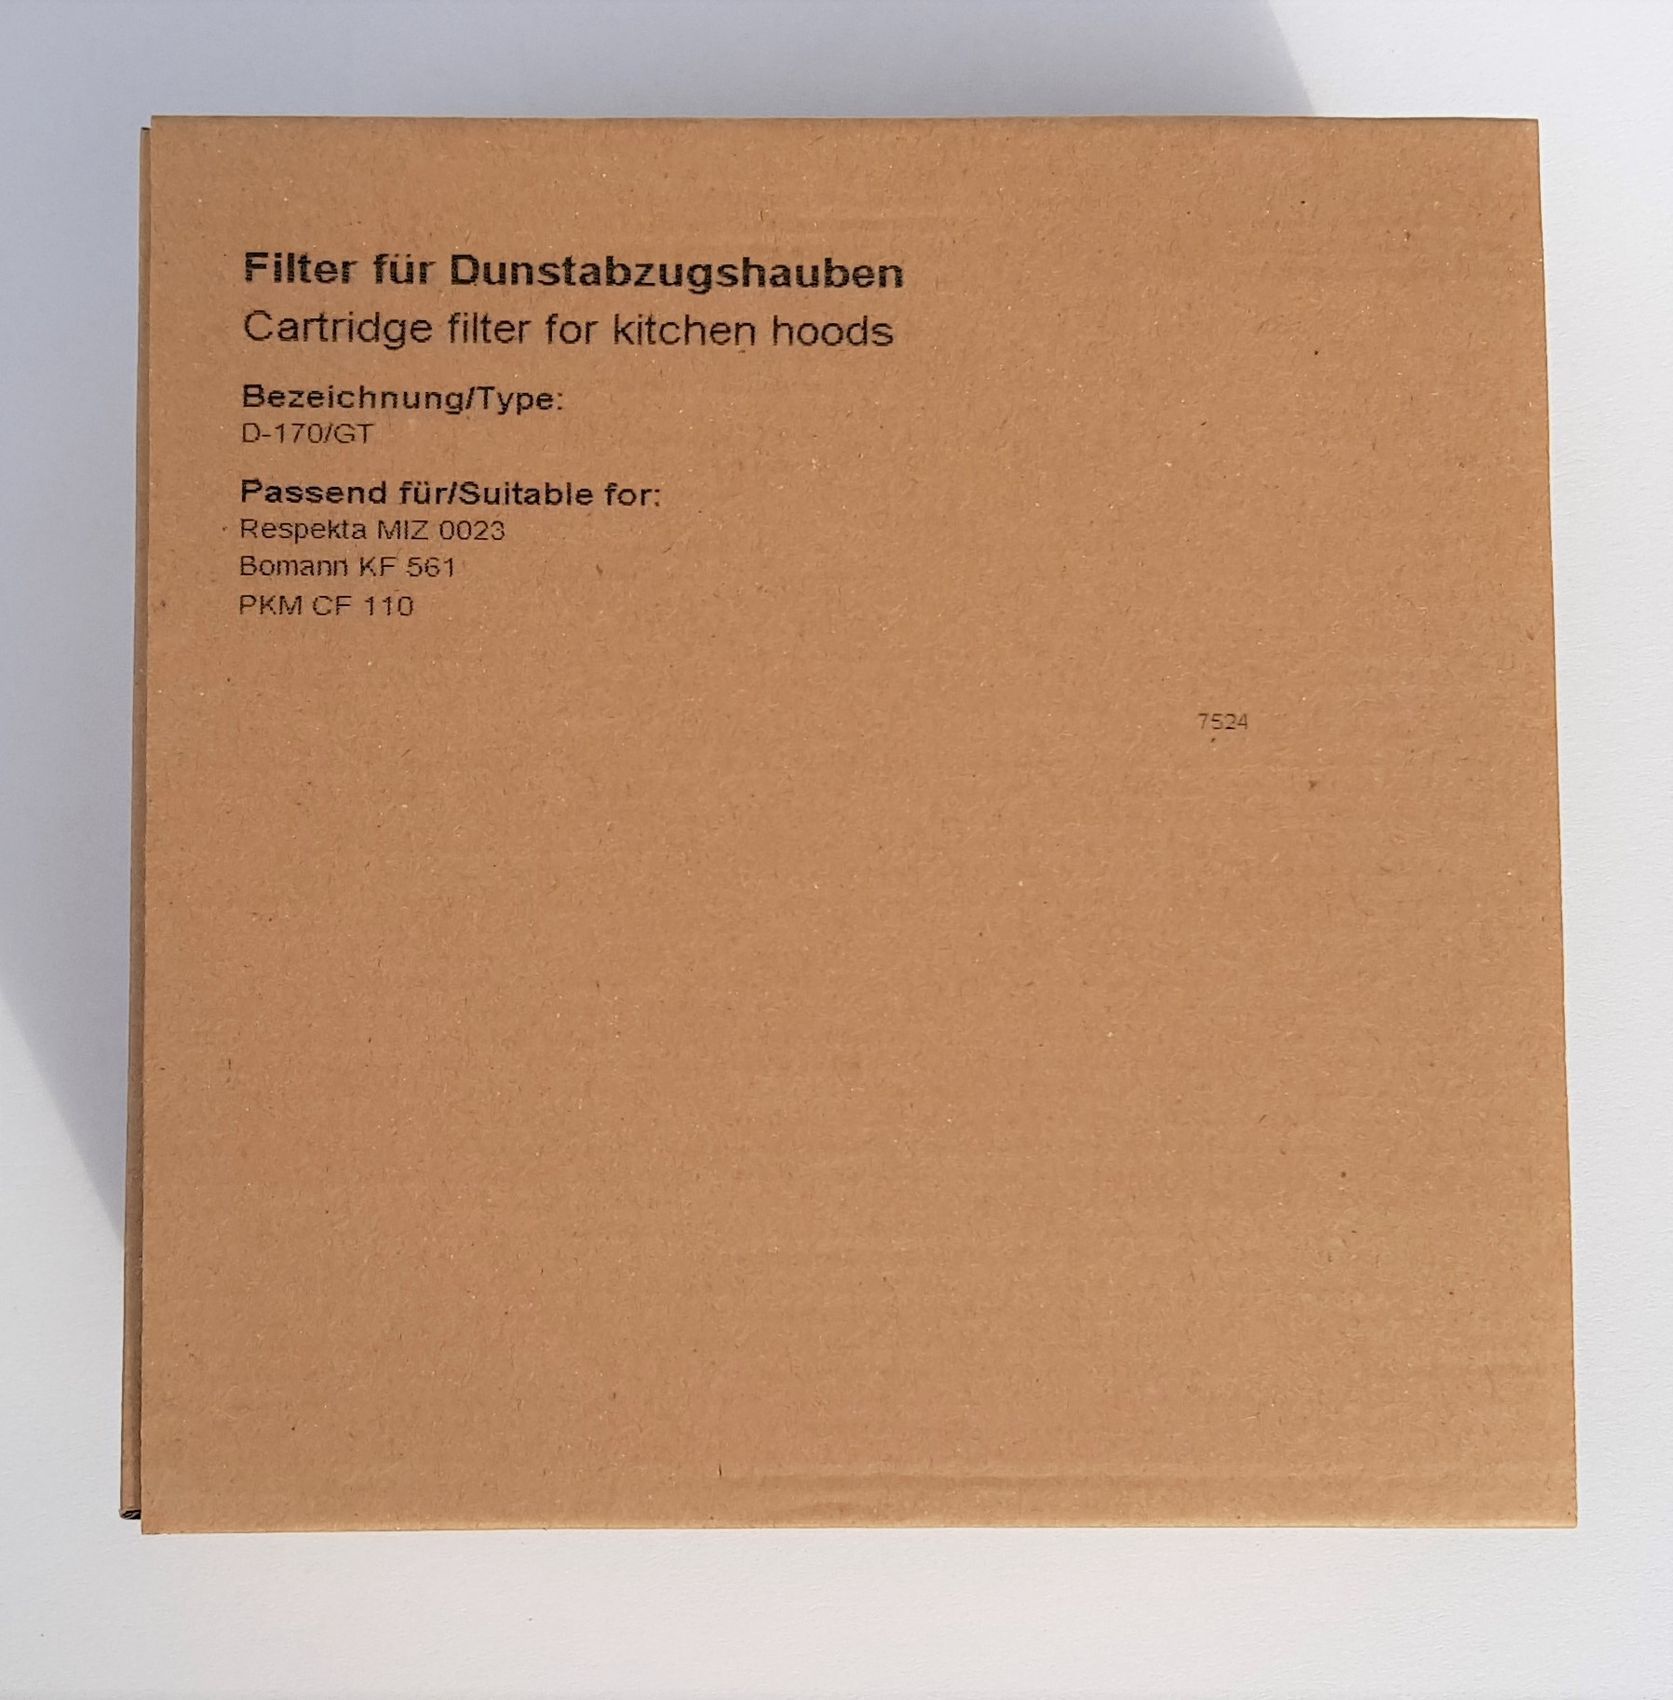 Filter für Dunstabzugshauben
Cartridge filter for kitchen hoods
Bezeichnung/Type:
D-170/GT
Passend für/Suitable for:
Respekta MIZ 0023
Bomann KF 561
PKM CF 110
7524